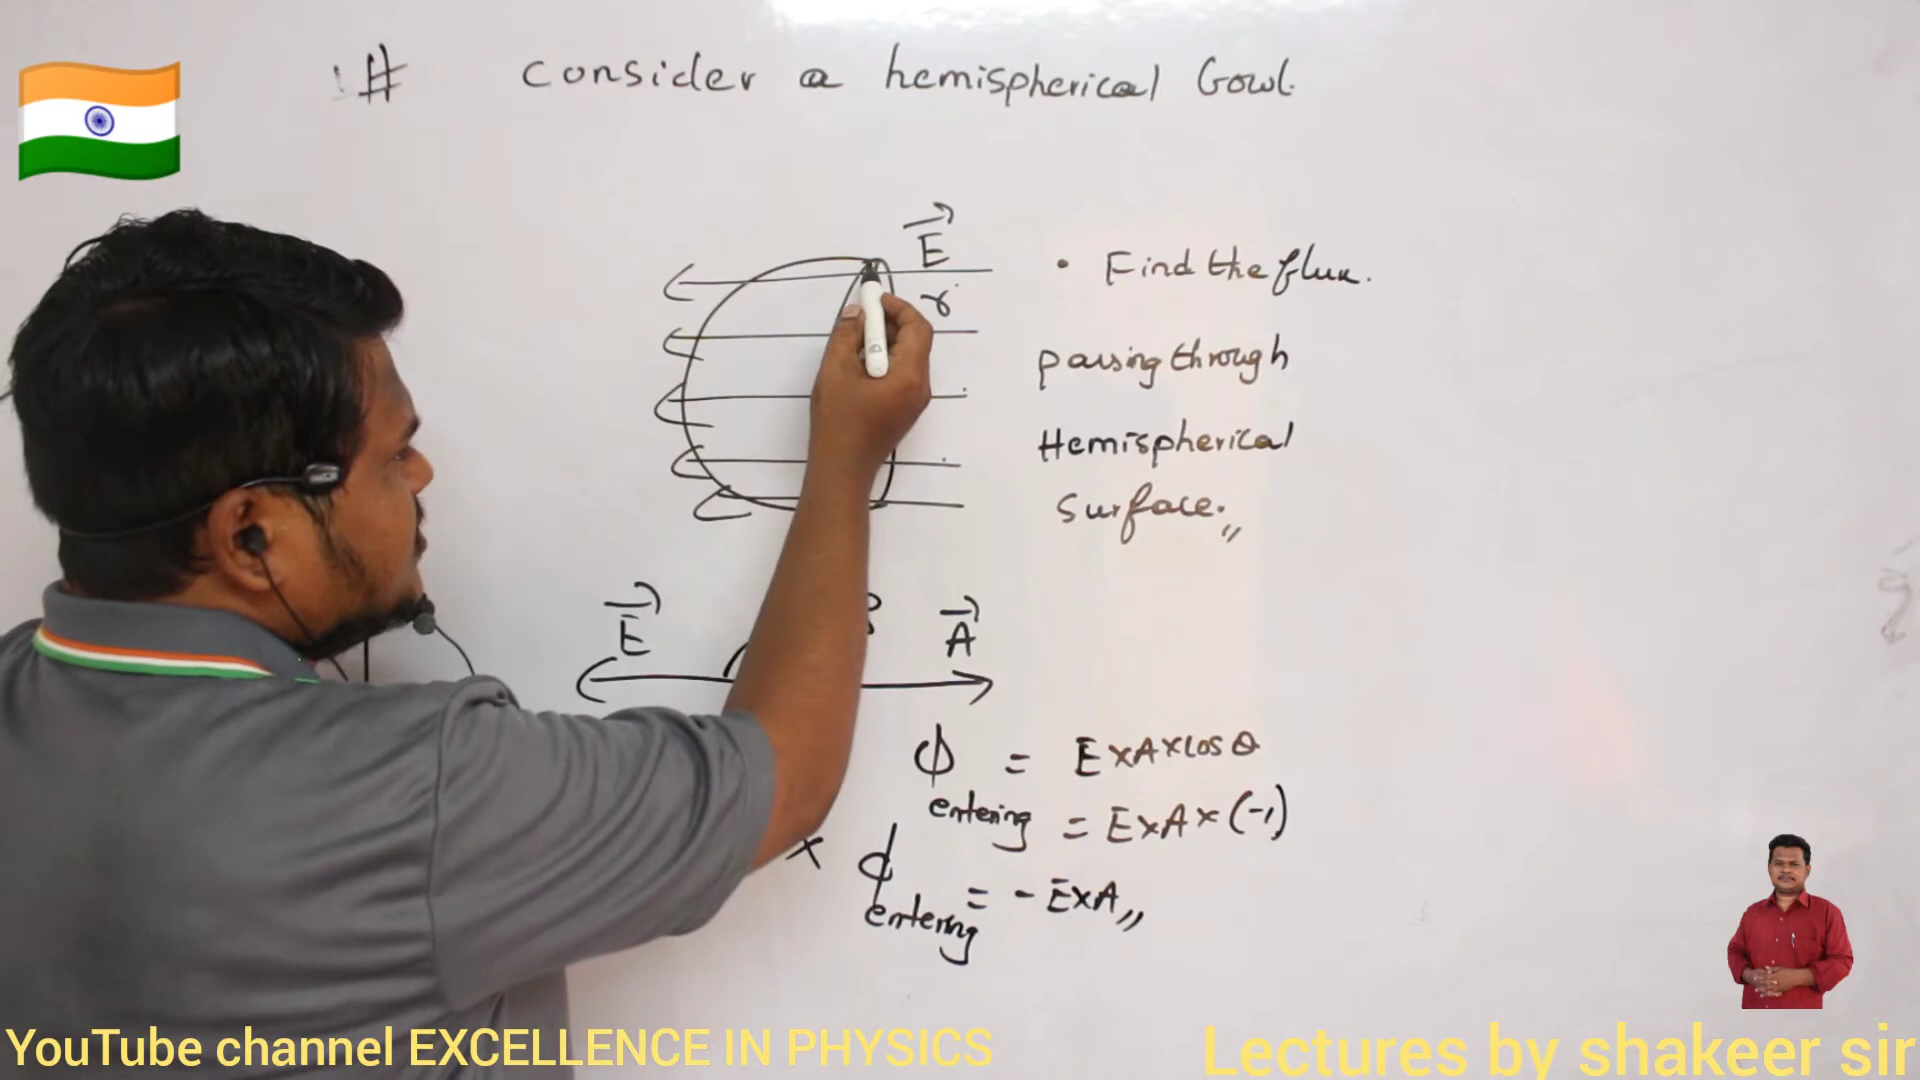 # consider a hemispherical bowl.
E
r
• Find the flux.
passing through
Hemispherical
surface.,,
E
A
ϕ entering = E×A×cos θ
= E×A×(-1)
× ϕ entering = - E×A,,
YouTube channel EXCELLENCE IN PHYSICS
Lectures by shakeer sir